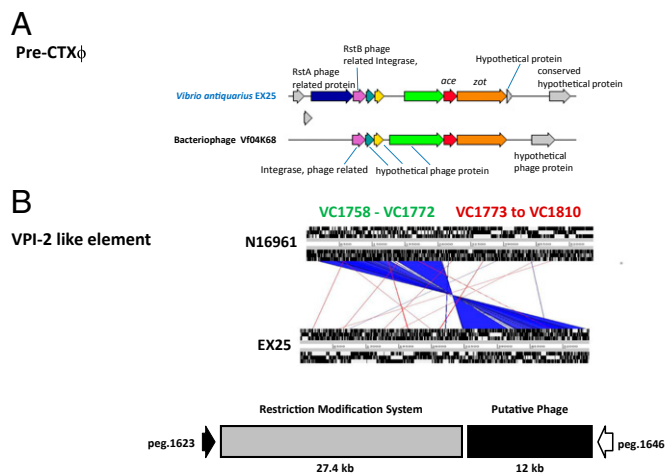 A
Pre-CTXϕ
RstB phage
related Integrase,
RstA phage
related protein
ace
zot
Hypothetical protein
conserved
hypothetical protein
Vibrio antiquarius EX25
Bacteriophage Vf04K68
Integrase, phage related
hypothetical phage protein
hypothetical
phage protein
B
VPI-2 like element
VC1758 - VC1772
VC1773 to VC1810
N16961
EX25
Restriction Modification System
Putative Phage
peg.1623
peg.1646
27.4 kb
12 kb